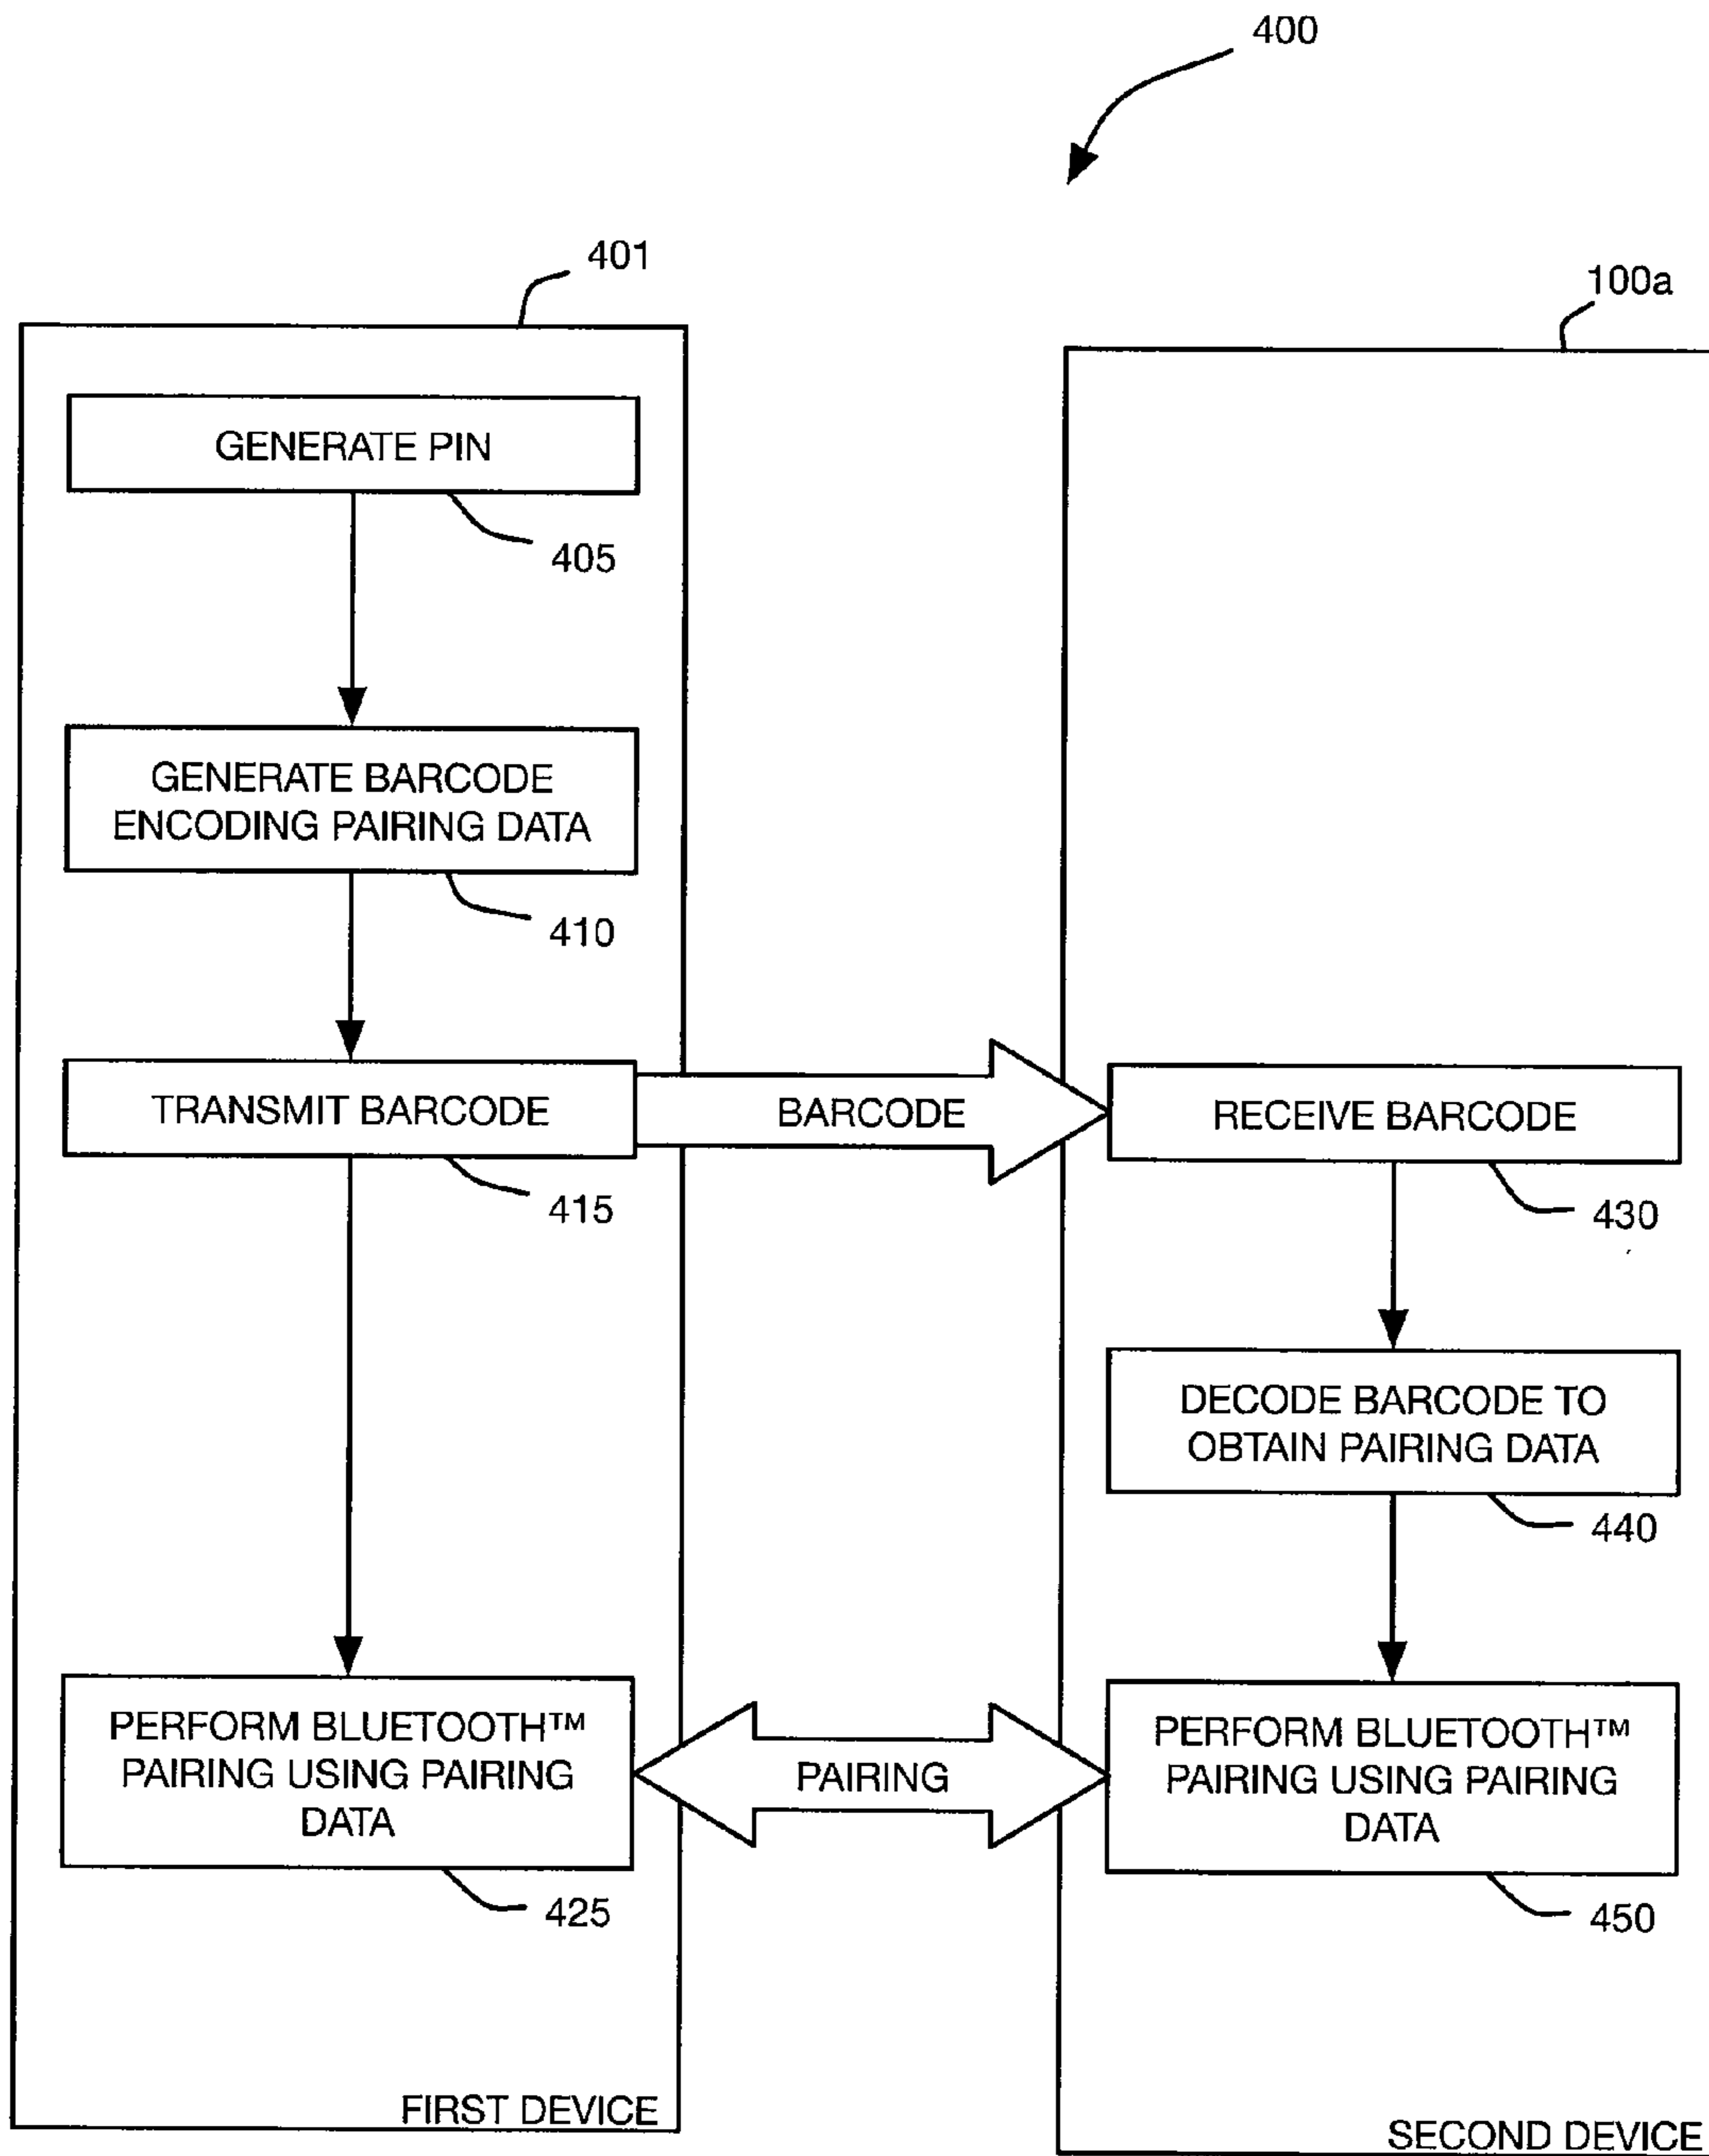 400
401
100a
GENERATE PIN
405
GENERATE BARCODE
ENCODING PAIRING DATA
410
TRANSMIT BARCODE
BARCODE
RECEIVE BARCODE
415
430
DECODE BARCODE TO
OBTAIN PAIRING DATA
440
PERFORM BLUETOOTH™
PAIRING USING PAIRING
DATA
PAIRING
PERFORM BLUETOOTH™
PAIRING USING PAIRING
DATA
425
450
FIRST DEVICE
SECOND DEVICE